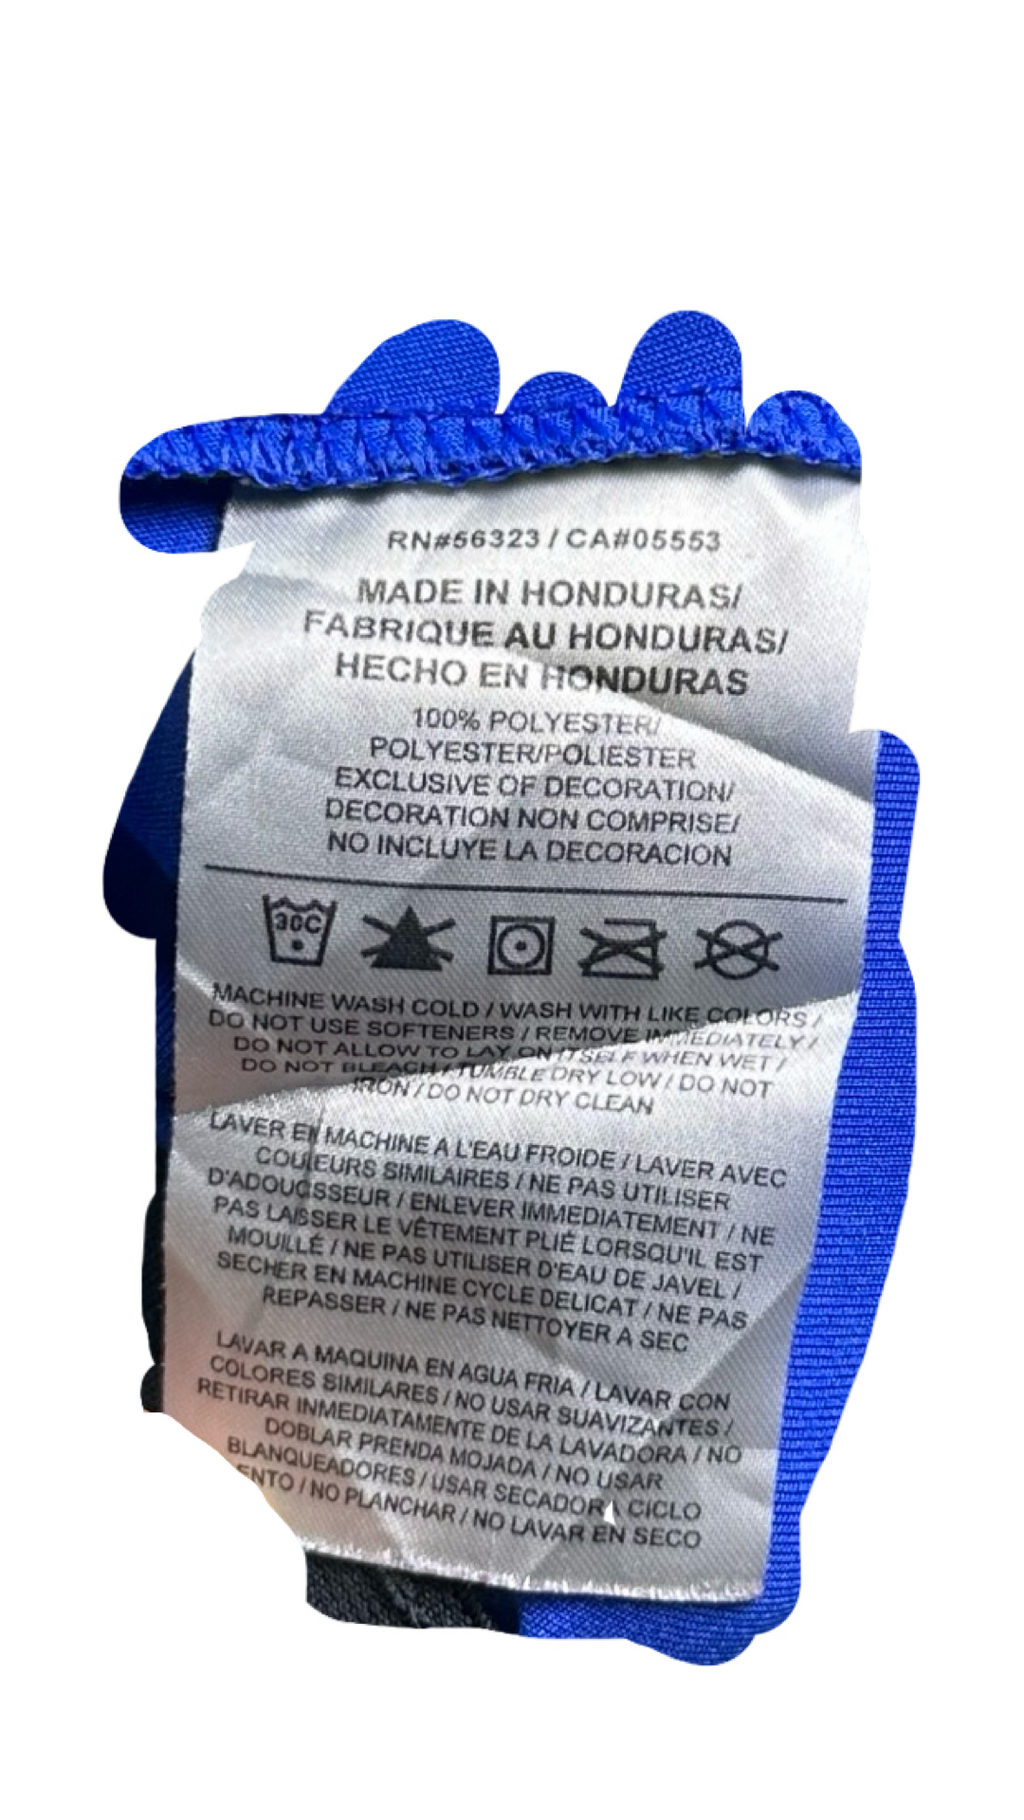 RN#56323 / CA#05553
MADE IN HONDURAS/
FABRIQUE AU HONDURAS/
HECHO EN HONDURAS
100% POLYESTER/
POLYESTER/POLIESTER
EXCLUSIVE OF DECORATION/
DECORATION NON COMPRISE/
NO INCLUYE LA DECORACION
30C
MACHINE WASH COLD / WASH WITH LIKE COLORS /
DO NOT USE SOFTENERS / REMOVE IMMEDIATELY /
DO NOT ALLOW TO LAY ON ITSELF WHEN WET /
DO NOT BLEACH / TUMBLE DRY LOW / DO NOT
IRON / DO NOT DRY CLEAN
LAVER EN MACHINE A L'EAU FROIDE / LAVER AVEC
COULEURS SIMILAIRES / NE PAS UTILISER
D'ADOUCSSEUR / ENLEVER IMMEDIATEMENT / NE
PAS LAISSER LE VÊTEMENT PLIÉ LORSQU'IL EST
MOUILLÉ / NE PAS UTILISER D'EAU DE JAVEL /
SECHER EN MACHINE CYCLE DELICAT / NE PAS
REPASSER / NE PAS NETTOYER A SEC
LAVAR A MAQUINA EN AGUA FRIA / LAVAR CON
COLORES SIMILARES / NO USAR SUAVIZANTES /
RETIRAR INMEDIATAMENTE DE LA LAVADORA / NO
DOBLAR PRENDA MOJADA / NO USAR
BLANQUEADORES / USAR SECADORA CICLO
ENTO / NO PLANCHAR / NO LAVAR EN SECO